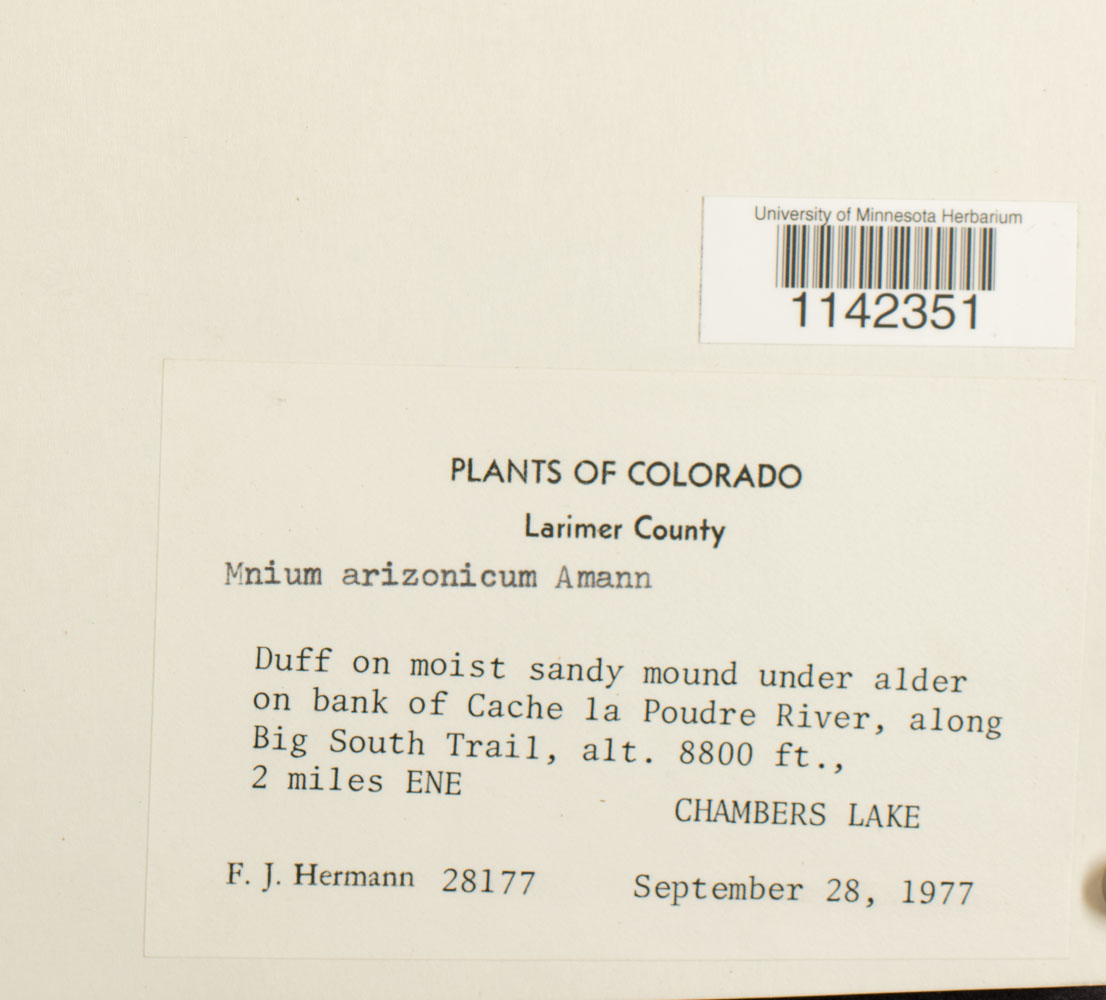 University of Minnesota Herbarium
1142351
PLANTS OF COLORADO
Larimer County
Mnium arizonicum Amann
Duff on moist sandy mound under alder
on bank of Cache la Poudre River, along
Big South Trail, alt. 8800 ft.,
2 miles ENE
CHAMBERS LAKE
F. J. Hermann 28177 September 28, 1977